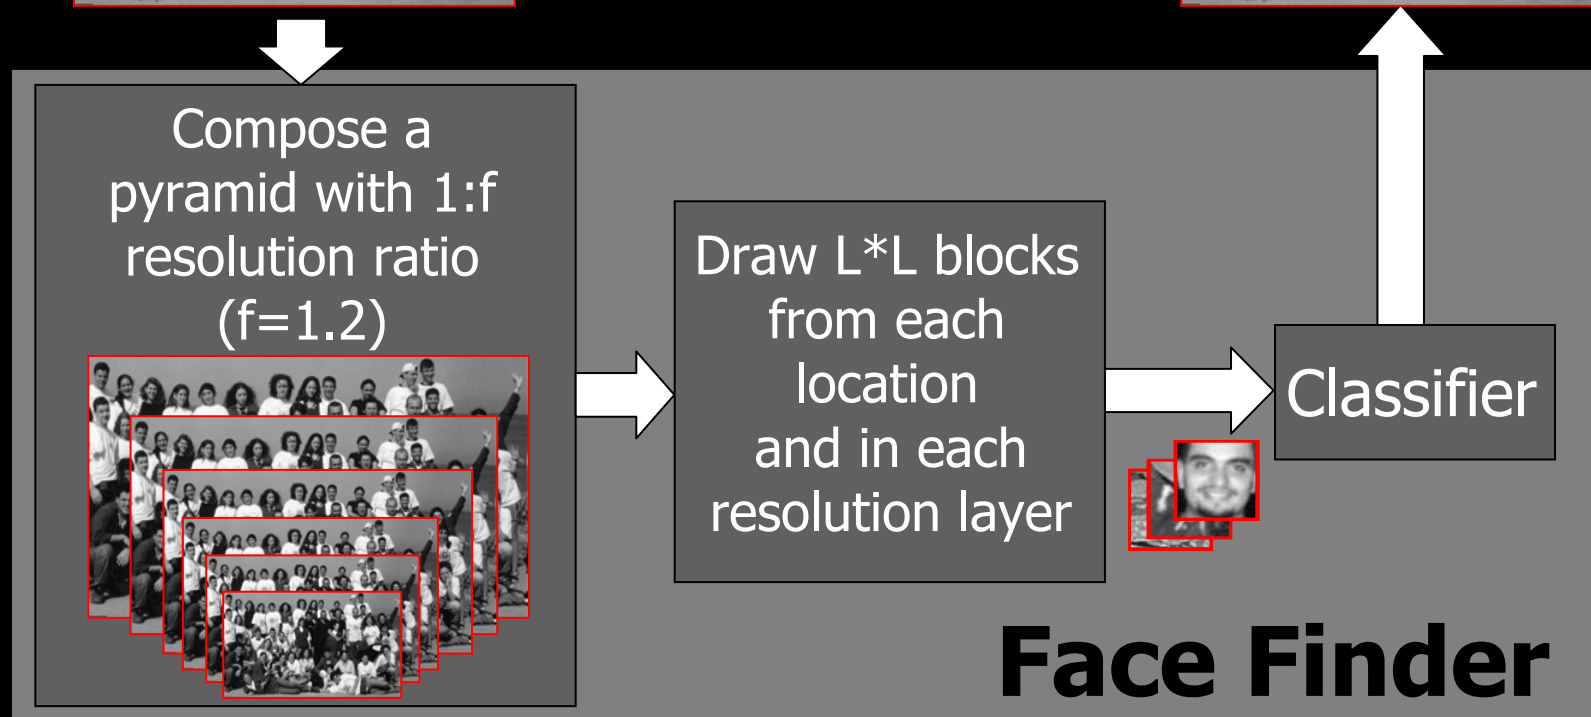 Compose a
pyramid with 1:f
resolution ratio
(f=1.2)
Draw L*L blocks
from each
location
and in each
resolution layer
Classifier
Face Finder